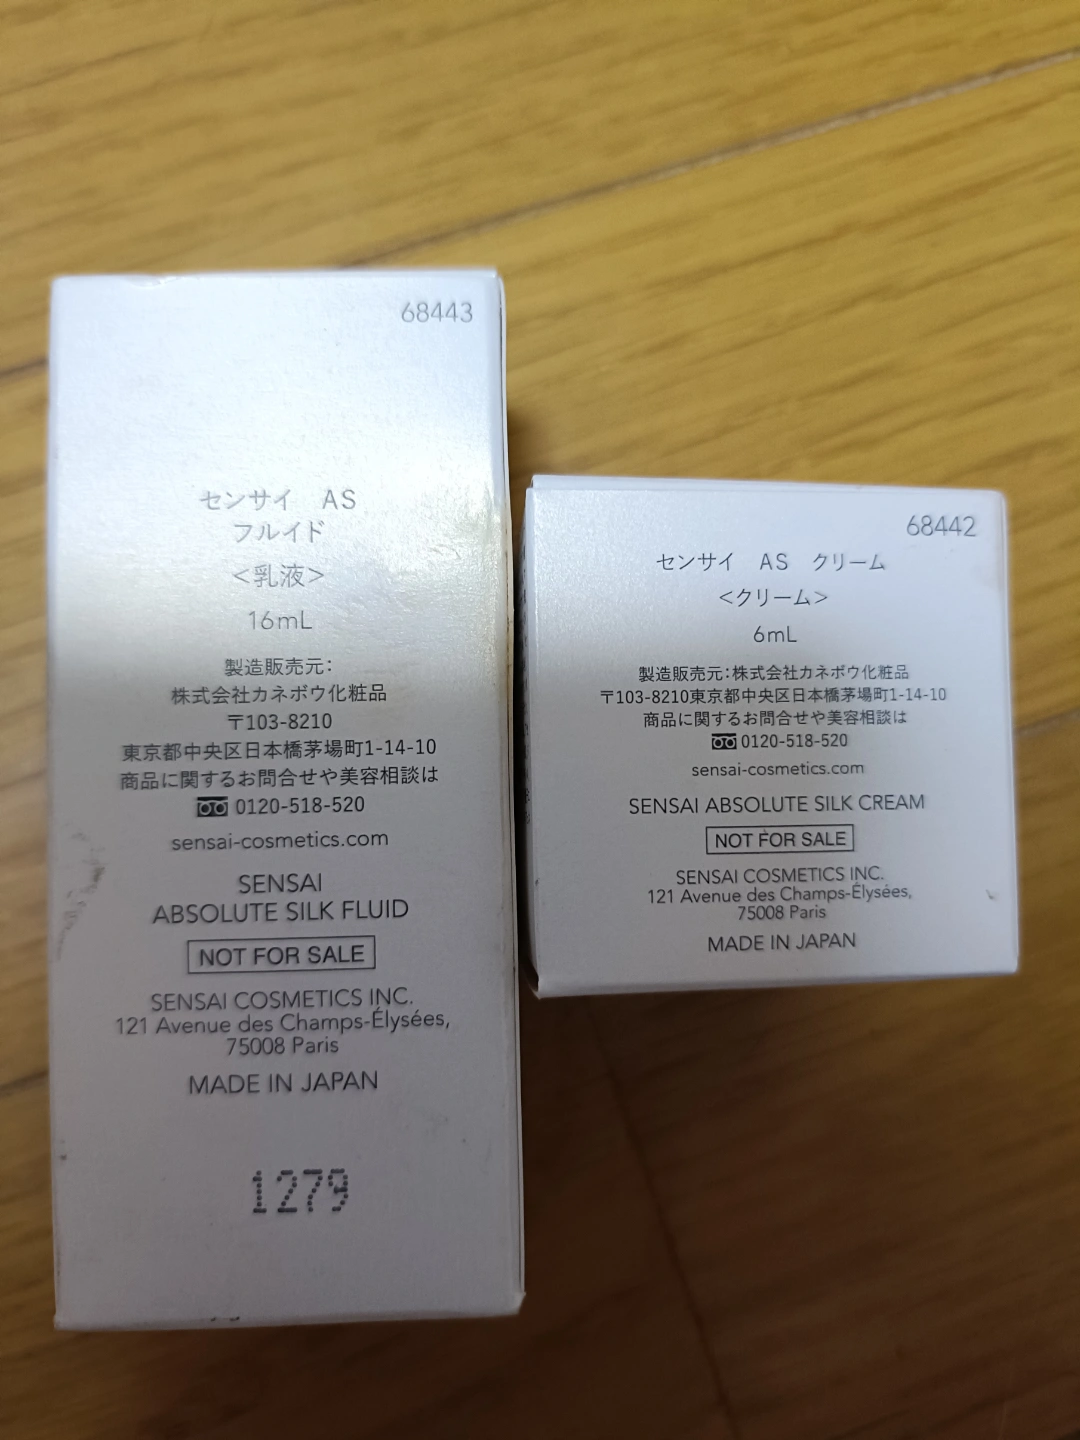 68443
センサイ AS
フルイド
<乳液>
16mL
製造販売元:
株式会社カネボウ化粧品
〒103-8210
東京都中央区日本橋茅場町1-14-10
商品に関するお問合せや美容相談は
0120-518-520
sensai-cosmetics.com
SENSAI
ABSOLUTE SILK FLUID
NOT FOR SALE
SENSAI COSMETICS INC.
121 Avenue des Champs-Élysées,
75008 Paris
MADE IN JAPAN
1279
68442
センサイ AS クリーム
<クリーム>
6mL
製造販売元:株式会社カネボウ化粧品
〒103-8210東京都中央区日本橋茅場町1-14-10
商品に関するお問合せや美容相談は
0120-518-520
sensai-cosmetics.com
SENSAI ABSOLUTE SILK CREAM
NOT FOR SALE
SENSAI COSMETICS INC.
121 Avenue des Champs-Élysées,
75008 Paris
MADE IN JAPAN